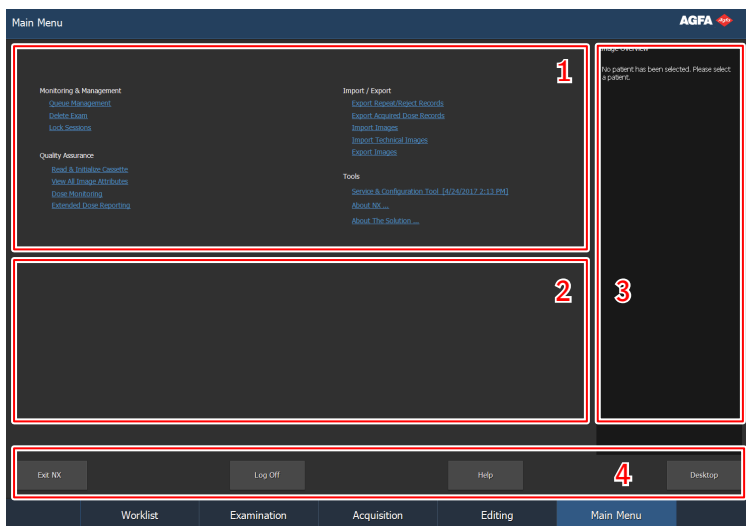 Main Menu
AGFA
1
Image Overview
No patient has been selected. Please select
a patient.
Monitoring & Management
Queue Management
Delete Exam
Lock Sessions
Quality Assurance
Read & Initialize Cassette
View All Image Attributes
Dose Monitoring
Extended Dose Reporting
Import / Export
Export Repeat/Reject Records
Export Acquired Dose Records
Import Images
Import Technical Images
Export Images
Tools
Service & Configuration Tool [4/24/2017 2:13 PM]
About NX ...
About The Solution ...
2
3
4
Exit NX
Log Off
Help
Desktop
Worklist
Examination
Acquisition
Editing
Main Menu